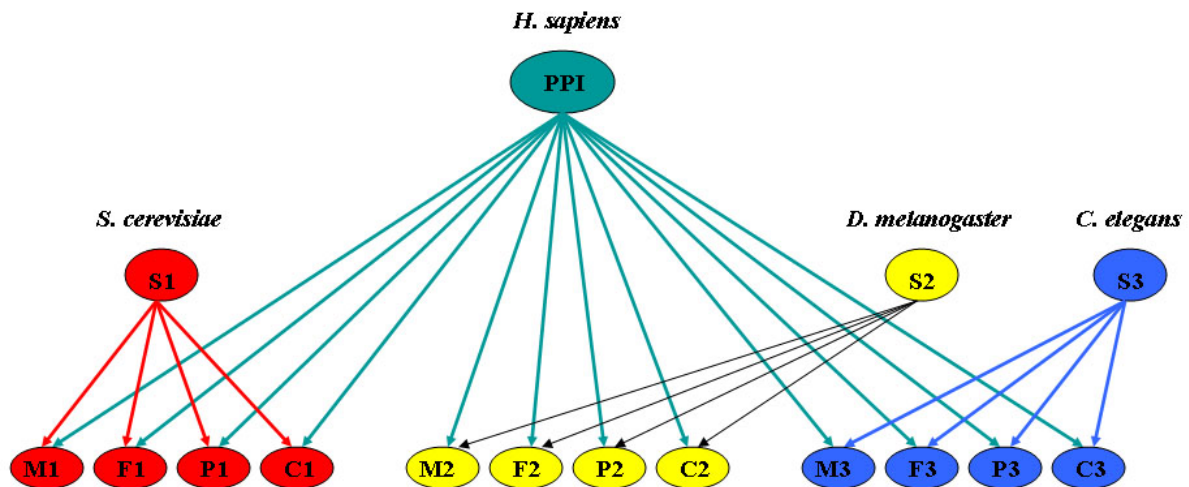 H. sapiens
PPI
S. cerevisiae
D. melanogaster
C. elegans
S1
S2
S3
M1 F1 P1 C1 M2 F2 P2 C2 M3 F3 P3 C3